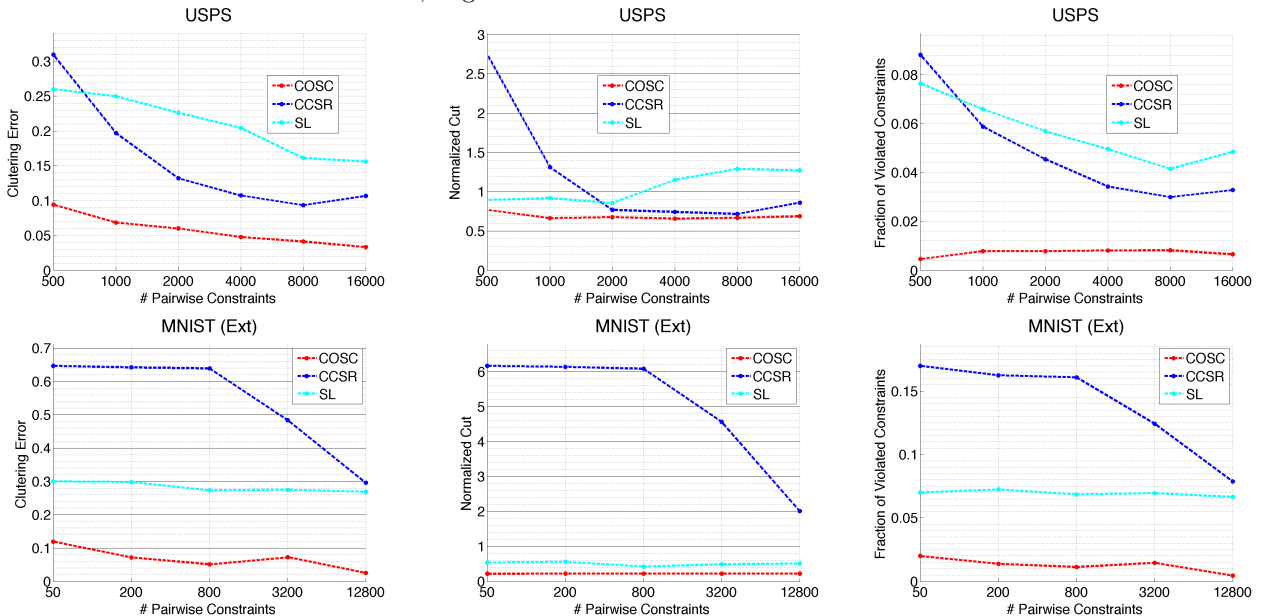 USPS
0.3
0.25
0.2
0.15
0.1
0.05
0
500 1000 2000 4000 8000 16000
# Pairwise Constraints
Clutering Error
COSC
CCSR
SL
USPS
3
2.5
2
1.5
1
0.5
0
500 1000 2000 4000 8000 16000
# Pairwise Constraints
Normalized Cut
COSC
CCSR
SL
USPS
0.08
0.06
0.04
0.02
0
500 1000 2000 4000 8000 16000
# Pairwise Constraints
Fraction of Violated Constraints
COSC
CCSR
SL
MNIST (Ext)
0.7
0.6
0.5
0.4
0.3
0.2
0.1
0
50 200 800 3200 12800
# Pairwise Constraints
Clutering Error
COSC
CCSR
SL
MNIST (Ext)
6
5
4
3
2
1
0
50 200 800 3200 12800
# Pairwise Constraints
Normalized Cut
COSC
CCSR
SL
MNIST (Ext)
0.15
0.1
0.05
0
50 200 800 3200 12800
# Pairwise Constraints
Fraction of Violated Constraints
COSC
CCSR
SL